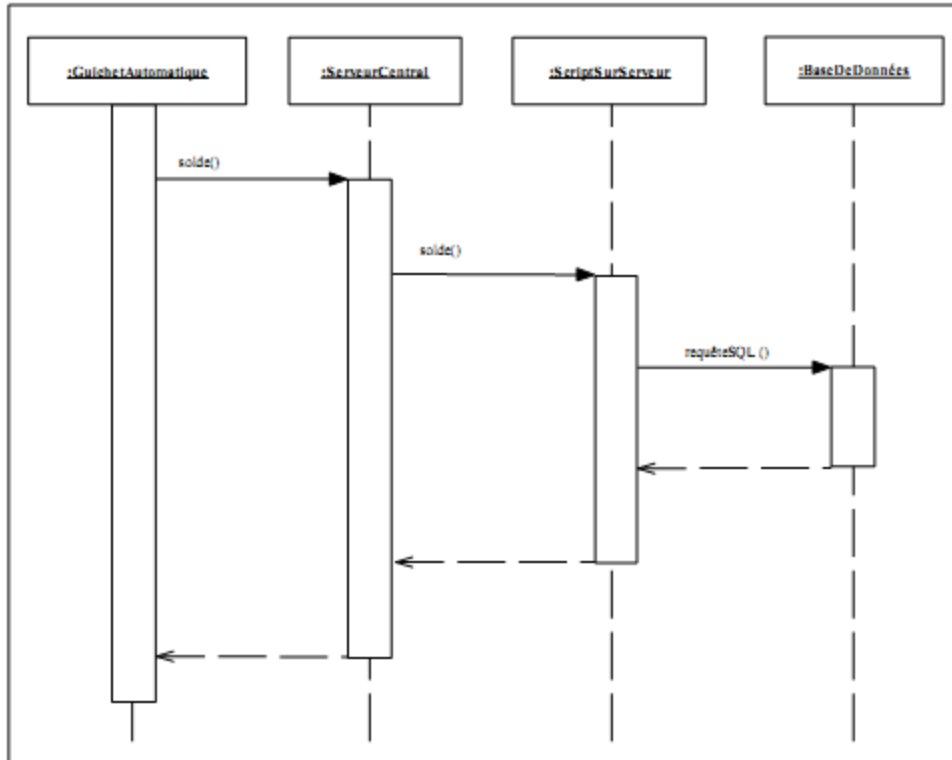 :GuichetAutomatique
:ServeurCentral
:ScriptSurServeur
:BaseDeDonnées
solde()
solde()
requêteSQL ()